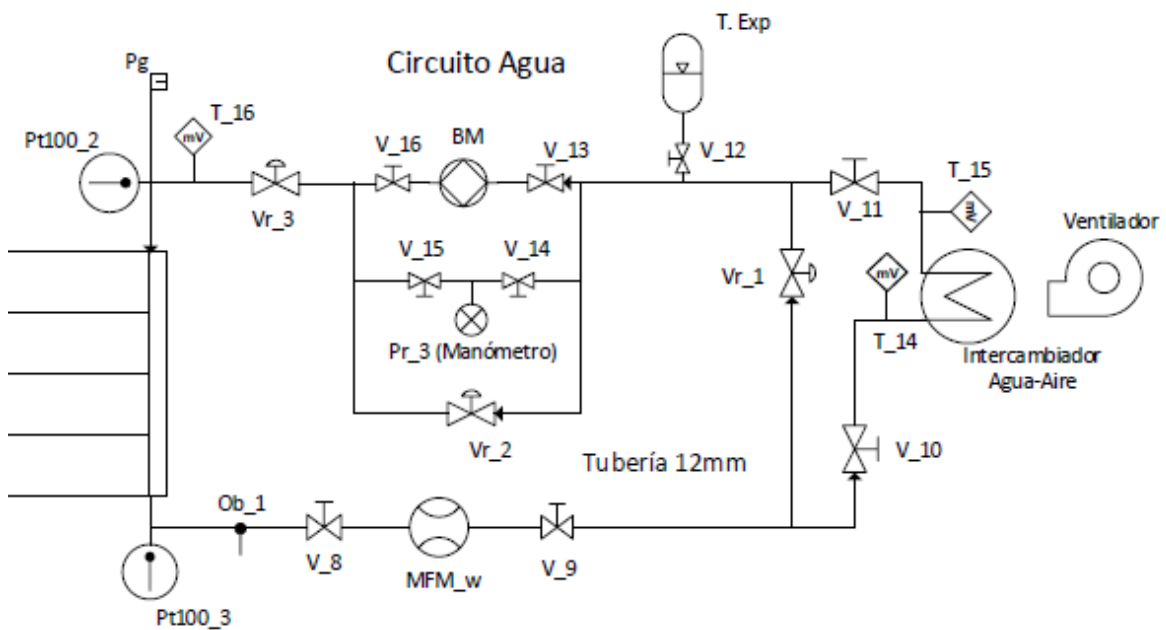 T. Exp
Pg
Circuito Agua
T_16
mV
Pt100_2
V_16
BM
V_13
V_12
T_15
mV
V_11
Ventilador
Vr_3
V_15
V_14
Vr_1
mV
Pr_3 (Manómetro)
T_14
Intercambiador
Agua-Aire
Vr_2
Tubería 12mm
V_10
Ob_1
V_8
MFM_w
V_9
Pt100_3